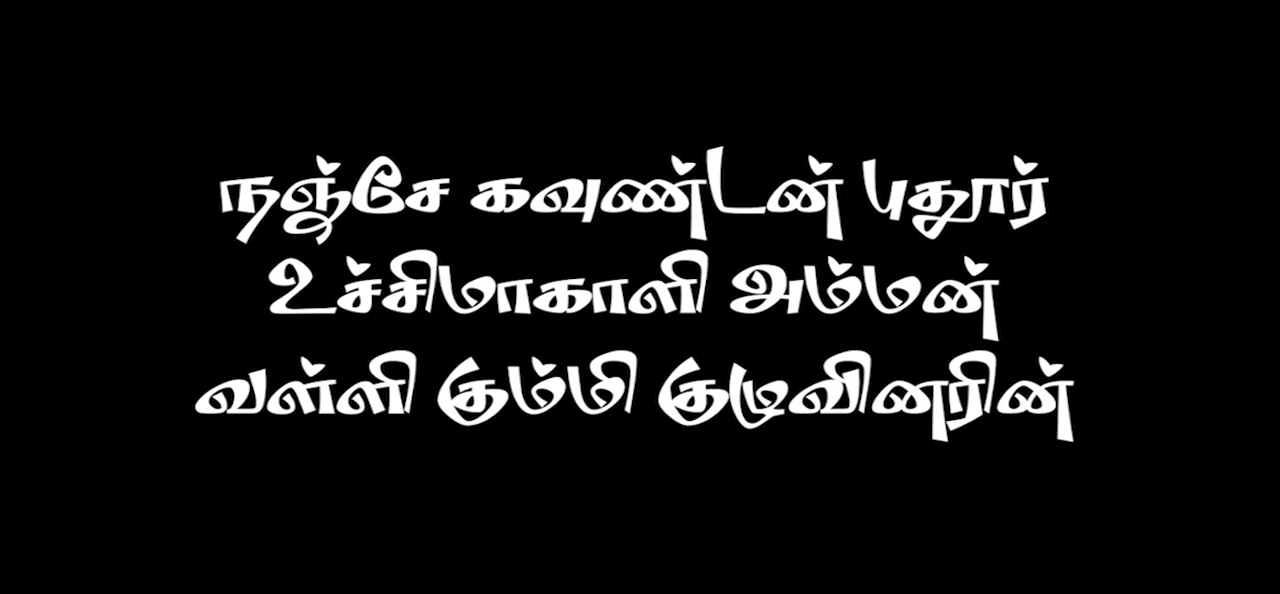 நஞ்சே கவுண்டன் புதூர்
உச்சிமாகாளி அம்மன்
வள்ளி கும்மி குழுவினரின்